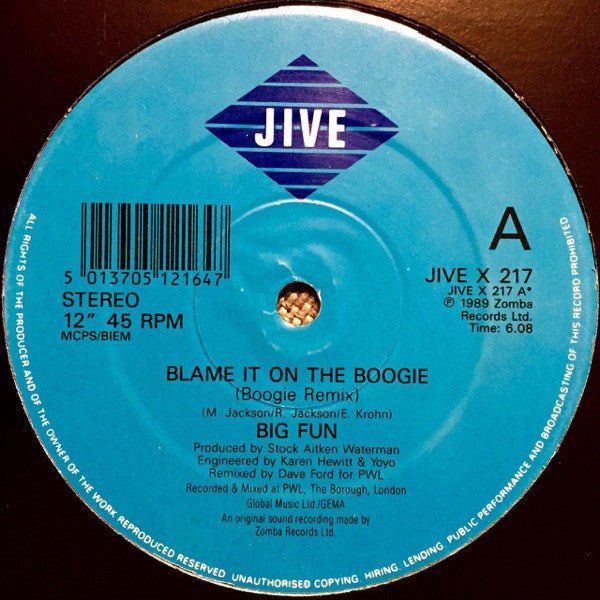 JIVE
A
5 013705 121647
STEREO
12" 45 RPM
MCPS/BIEM
JIVE X 217
JIVE X 217 A*
℗ 1989 Zomba
Records Ltd.
Time: 6.08
BLAME IT ON THE BOOGIE
(Boogie Remix)
(M. Jackson/R. Jackson/E. Krohn)
BIG FUN
Produced by Stock Aitken Waterman
Engineered by Karen Hewitt & Yoyo
Remixed by Dave Ford for PWL
Recorded & Mixed at PWL, The Borough, London
Global Music Ltd./GEMA
An original sound recording made by
Zomba Records Ltd.
ALL RIGHTS OF THE PRODUCER AND OF THE OWNER OF THE WORK REPRODUCED RESERVED UNAUTHORISED COPYING, HIRING, LENDING, PUBLIC PERFORMANCE AND BROADCASTING OF THIS RECORD PROHIBITED